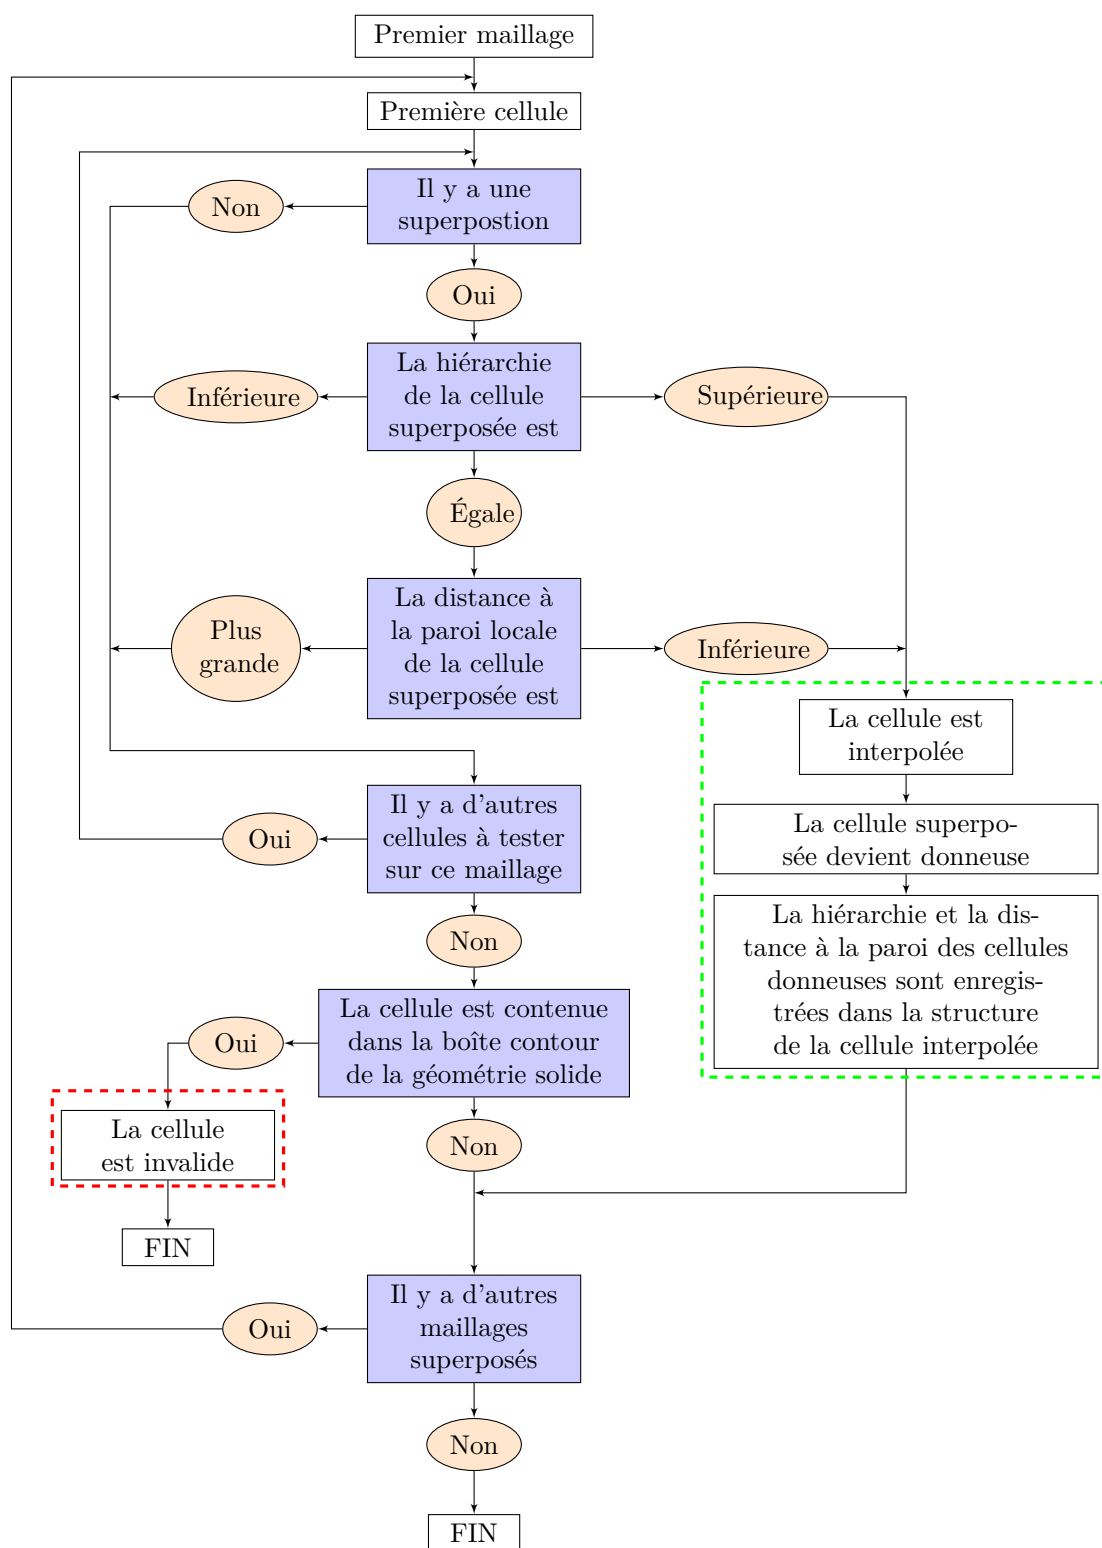 Premier maillage
Première cellule
Il y a une
superpostion
Non
Oui
La hiérarchie
de la cellule
superposée est
Inférieure
Supérieure
Égale
La distance à
la paroi locale
de la cellule
superposée est
Plus
grande
Inférieure
La cellule est
interpolée
La cellule superpo-
sée devient donneuse
La hiérarchie et la dis-
tance à la paroi des cellules
donneuses sont enregis-
trées dans la structure
de la cellule interpolée
Il y a d'autres
cellules à tester
sur ce maillage
Oui
Non
La cellule est contenue
dans la boîte contour
de la géométrie solide
Oui
La cellule
est invalide
FIN
Non
Il y a d'autres
maillages
superposés
Oui
Non
FIN